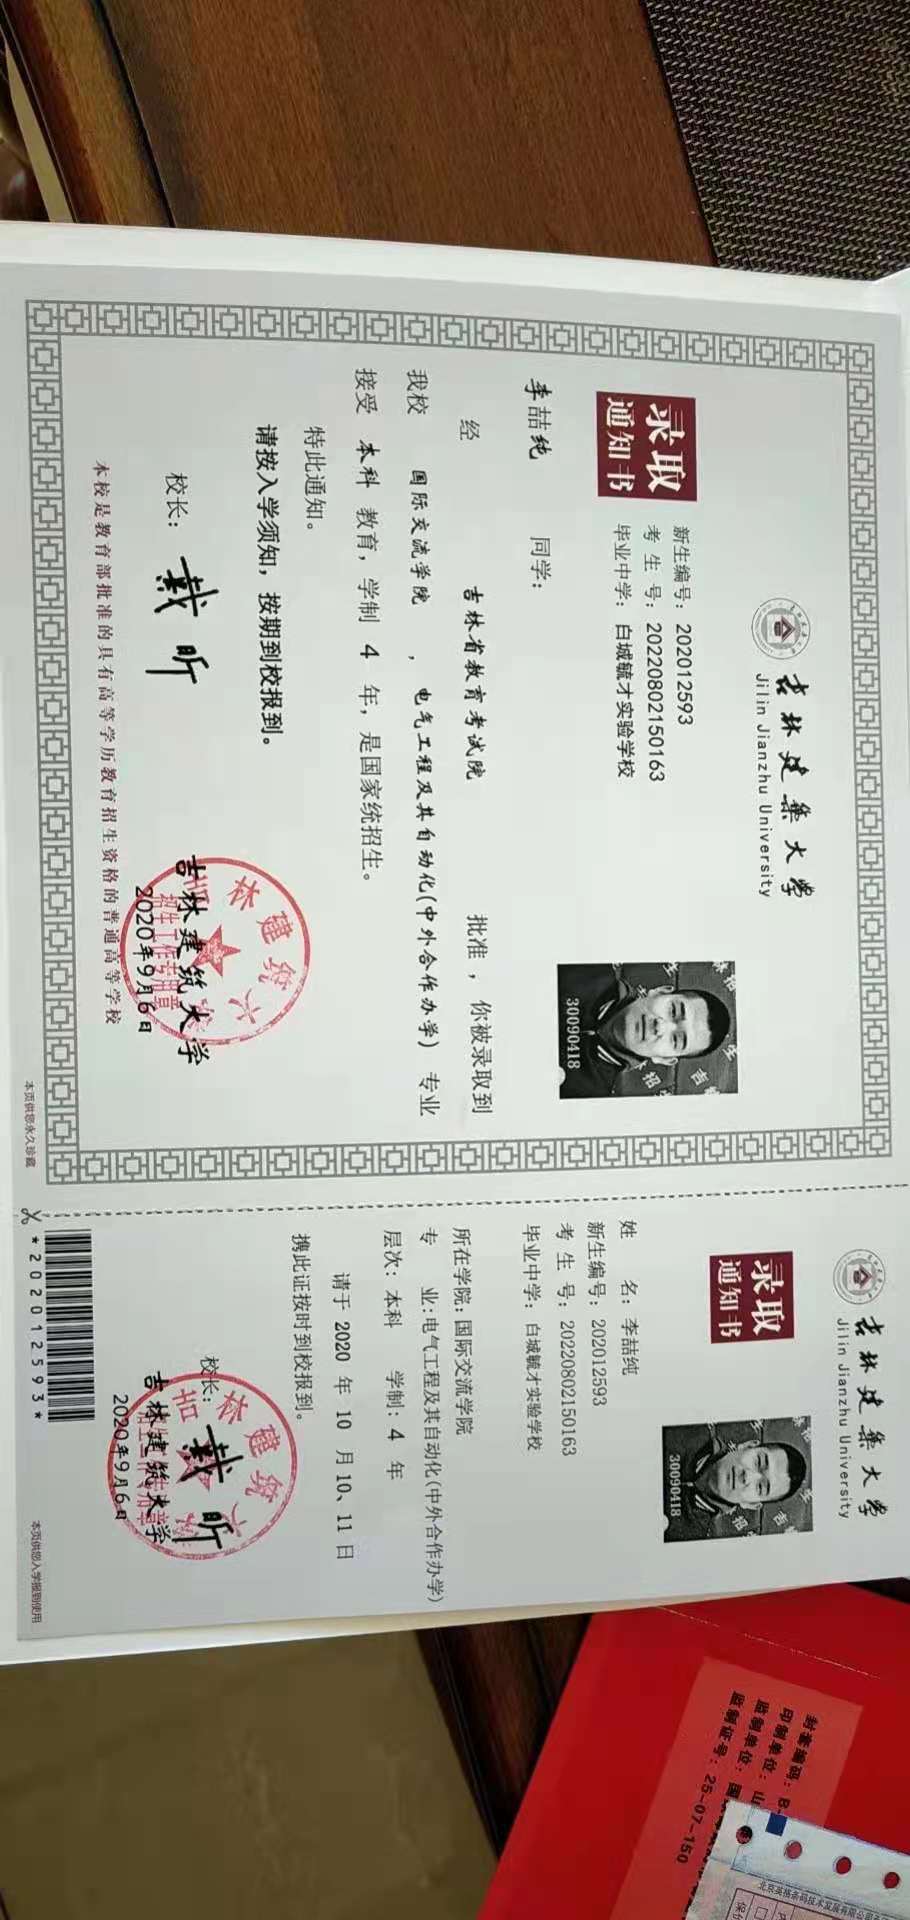 吉林建筑大学
Jilin Jianzhu University
录取
通知书
新生编号：202012593
考 生 号：20220802150163
毕业中学：白城毓才实验学校
30090418
李喆纯 同学：
经 吉林省教育考试院 批准，你被录取到
我校 国际交流学院 ，电气工程及其自动化(中外合作办学) 专业
接受 本科 教育，学制 4 年，是国家统招生。
特此通知。
请按入学须知，按期到校报到。
校长：戴昕
吉林建筑大学
2020年9月6日
本校是教育部批准的具有高等学历教育招生资格的普通高等学校
本页供您永久珍藏
吉林建筑大学
Jilin Jianzhu University
录取
通知书
30090418
姓 名：李喆纯
新生编号：202012593
考 生 号：20220802150163
毕业中学：白城毓才实验学校
所在学院：国际交流学院
专 业：电气工程及其自动化(中外合作办学)
层次：本科 学制：4 年
请于 2020 年 10 月 10、11 日
携此证按时到校报到。
校长：戴昕
吉林建筑大学
2020年9月6日
*202012593*
本页供您入学报到使用
封套编码：B-
印制单位：山
监制单位：国
监制证号：25-07-150